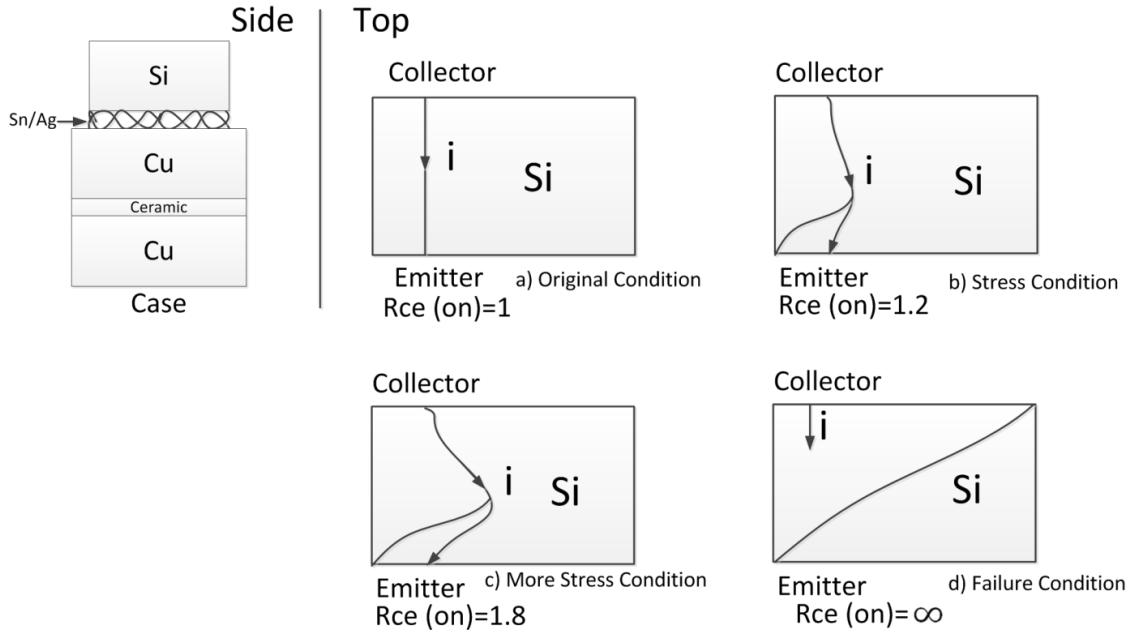 Side
Top
Si
Sn/Ag
Cu
Ceramic
Cu
Case
Collector
i
Si
Emitter
a) Original Condition
Rce (on)=1
Collector
i
Si
Emitter
b) Stress Condition
Rce (on)=1.2
Collector
i
Si
Emitter
c) More Stress Condition
Rce (on)=1.8
Collector
i
Si
Emitter
d) Failure Condition
Rce (on)=∞